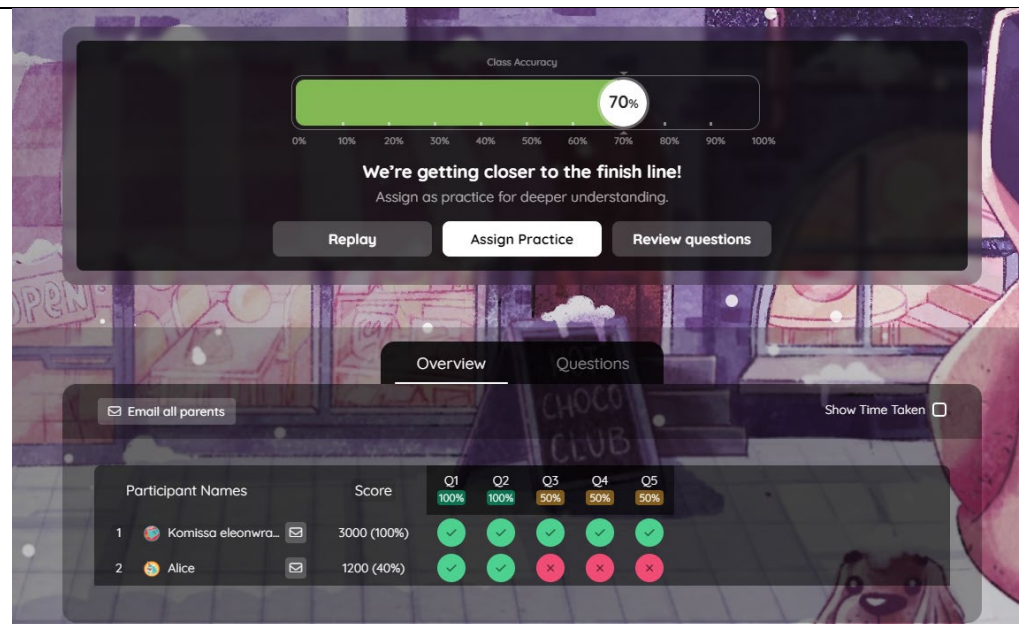 Class Accuracy
70%
0% 10% 20% 30% 40% 50% 60% 70% 80% 90% 100%
We're getting closer to the finish line!
Assign as practice for deeper understanding.
Replay Assign Practice Review questions
OPEN
Overview Questions
CHOCO
CLUB
Email all parents Show Time Taken
Participant Names Score Q1 Q2 Q3 Q4 Q5
100% 100% 50% 50% 50%
1 Komissa eleonwra... 3000 (100%)
2 Alice 1200 (40%)